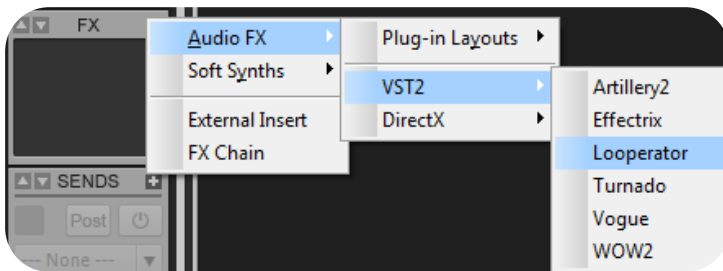 FX
Audio FX
Soft Synths
External Insert
FX Chain
Plug-in Layouts
VST2
DirectX
Artillery2
Effectrix
Looperator
Turnado
Vogue
WOW2
SENDS
Post
--- None ---